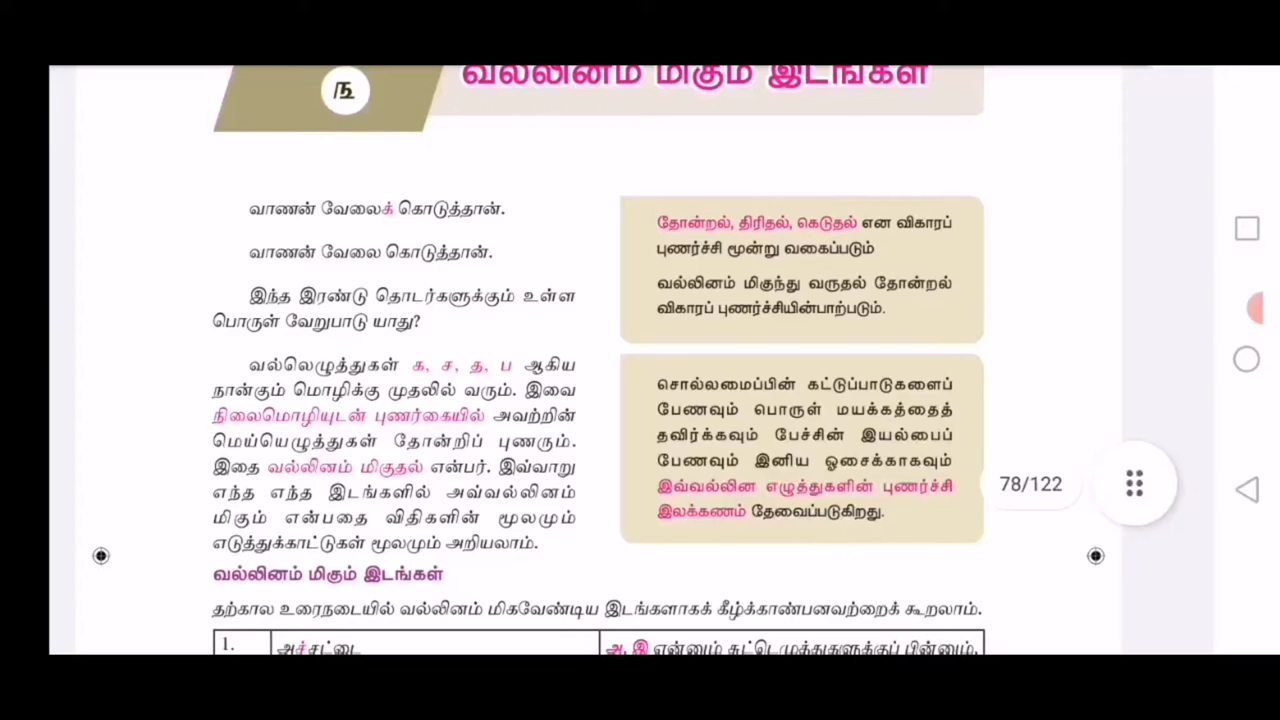 வல்லினம் மிகும் இடங்கள்
௩
வாணன் வேலைக் கொடுத்தான்.
வாணன் வேலை கொடுத்தான்.
இந்த இரண்டு தொடர்களுக்கும் உள்ள
பொருள் வேறுபாடு யாது?
வல்லெழுத்துகள் க, ச, த, ப ஆகிய
நான்கும் மொழிக்கு முதலில் வரும். இவை
நிலைமொழியுடன் புணர்கையில் அவற்றின்
மெய்யெழுத்துகள் தோன்றிப் புணரும்.
இதை வல்லினம் மிகுதல் என்பர். இவ்வாறு
எந்த எந்த இடங்களில் அவ்வல்லினம்
மிகும் என்பதை விதிகளின் மூலமும்
எடுத்துக்காட்டுகள் மூலமும் அறியலாம்.
தோன்றல், திரிதல், கெடுதல் என விகாரப்
புணர்ச்சி மூன்று வகைப்படும்
வல்லினம் மிகுந்து வருதல் தோன்றல்
விகாரப் புணர்ச்சியின்பாற்படும்.
சொல்லமைப்பின் கட்டுப்பாடுகளைப்
பேணவும் பொருள் மயக்கத்தைத்
தவிர்க்கவும் பேச்சின் இயல்பைப்
பேணவும் இனிய ஓசைக்காகவும்
இவ்வல்லின எழுத்துகளின் புணர்ச்சி
இலக்கணம் தேவைப்படுகிறது.
78/122
வல்லினம் மிகும் இடங்கள்
தற்கால உரைநடையில் வல்லினம் மிகவேண்டிய இடங்களாகக் கீழ்க்காண்பனவற்றைக் கூறலாம்.
1. அச்சட்டை அ, இ என்னும் சுட்டெழுத்துகளுக்குப் பின்னும்,